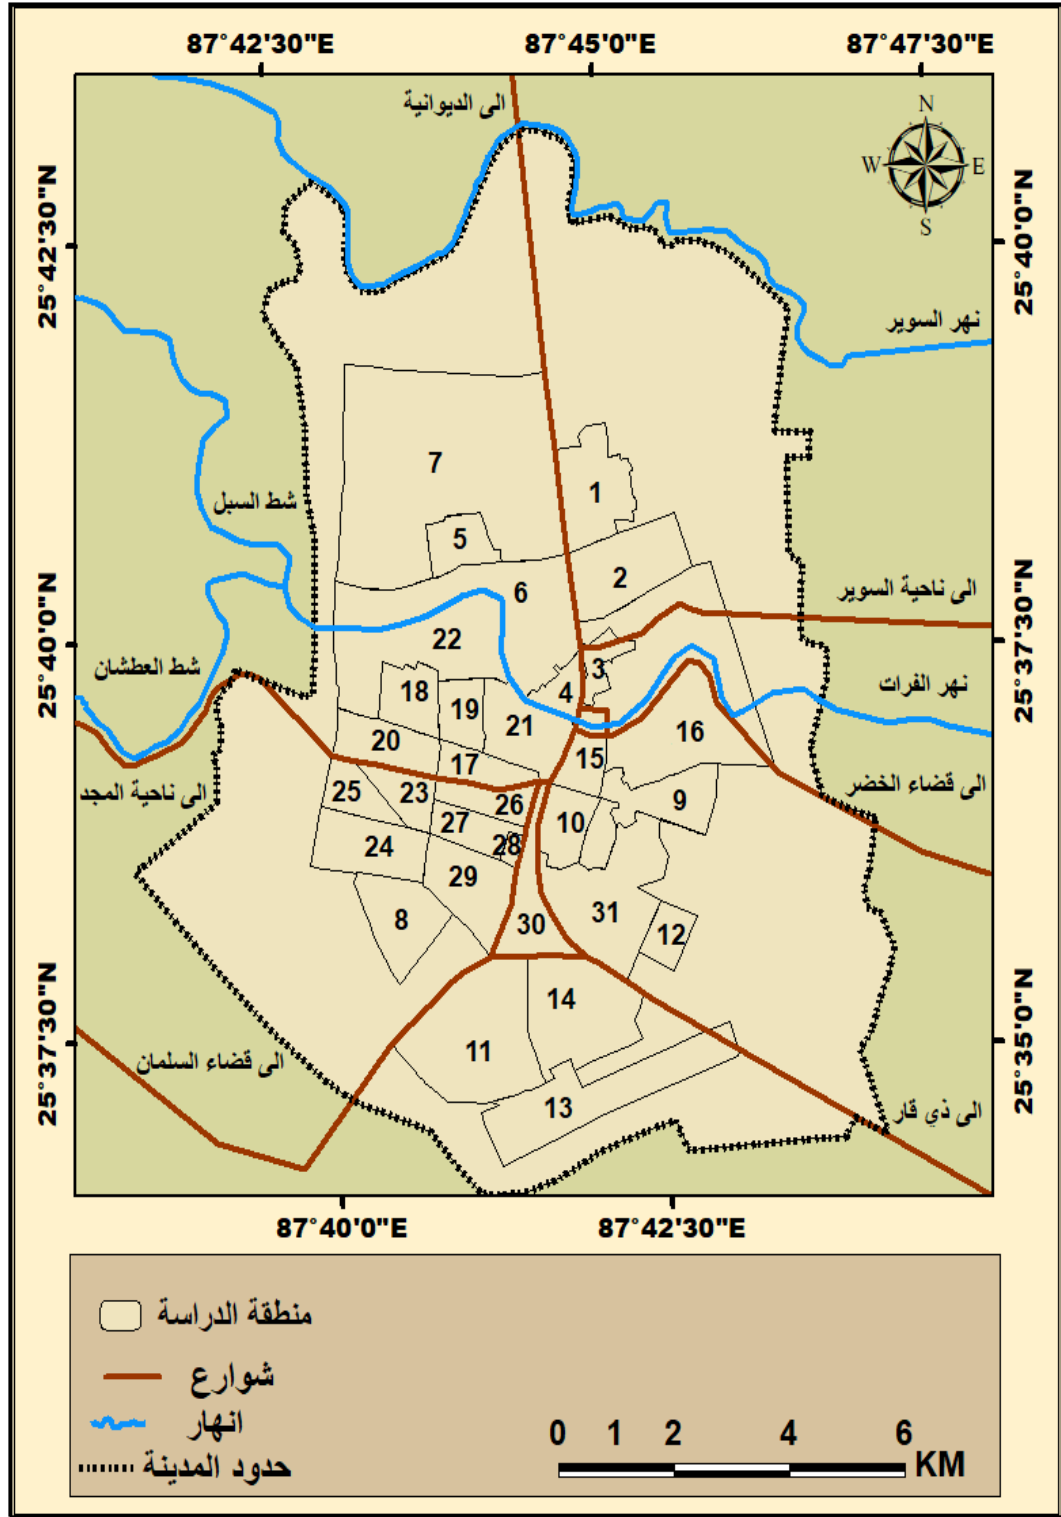 87°42'30"E
87°45'0"E
87°47'30"E
الى الديوانية
N
W
E
S
25°42'30"N
25°40'0"N
نهر السوير
7
1
شط السبل
5
2
6
الى ناحية السوير
22
3
25°40'0"N
25°37'30"N
شط العطشان
18
4
نهر الفرات
19
21
16
20
15
17
الى ناحية المجد
25
23
26
9
الى قضاء الخضر
27
10
24
28
29
8
30
31
12
14
25°37'30"N
25°35'0"N
الى قضاء السلمان
11
13
الى ذي قار
87°40'0"E
87°42'30"E
منطقة الدراسة
شوارع
انهار
حدود المدينة
0 1 2 4 6
KM